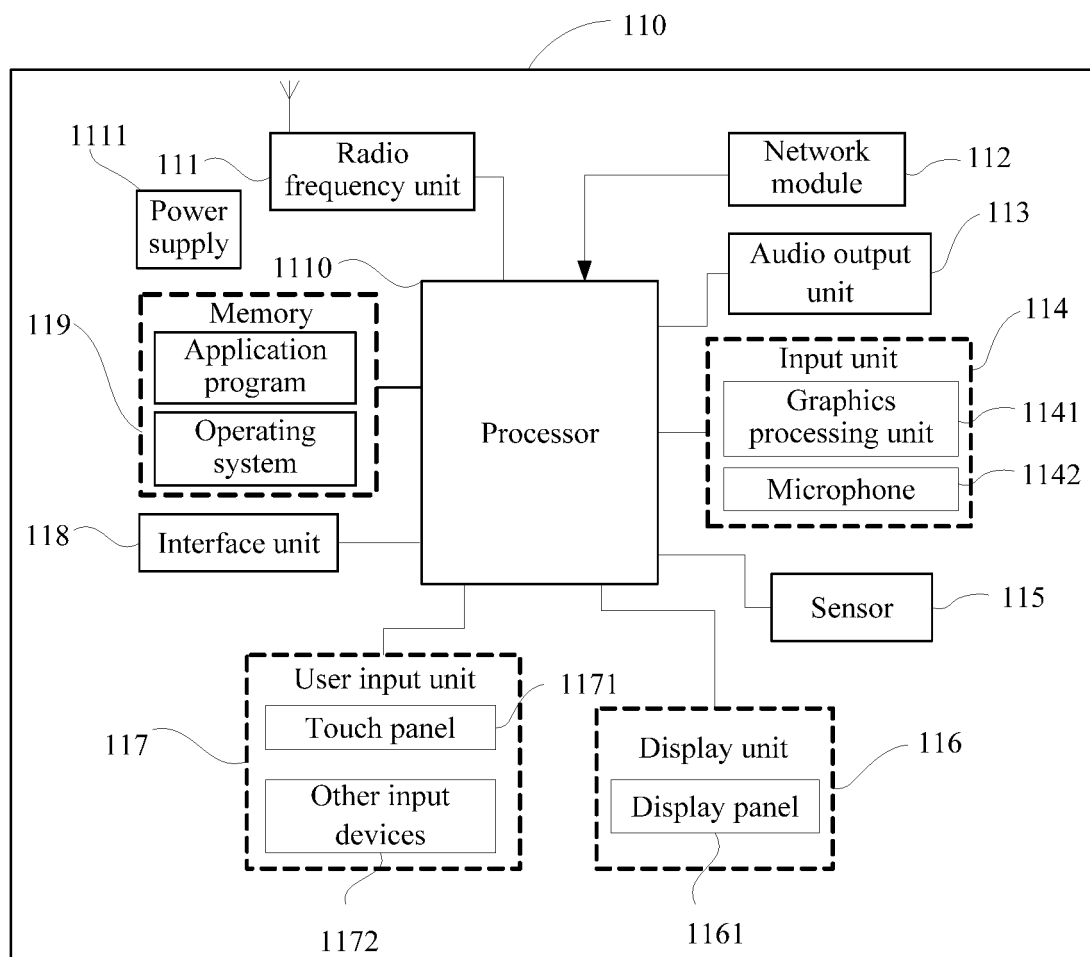 110
1111
111
Radio
frequency unit
Network
module
112
Power
supply
1110
Audio output
unit
113
119
Memory
Application
program
Operating
system
Processor
114
Input unit
Graphics
processing unit
1141
Microphone
1142
118
Interface unit
Sensor
115
117
User input unit
Touch panel
1171
Other input
devices
1172
Display unit
116
Display panel
1161